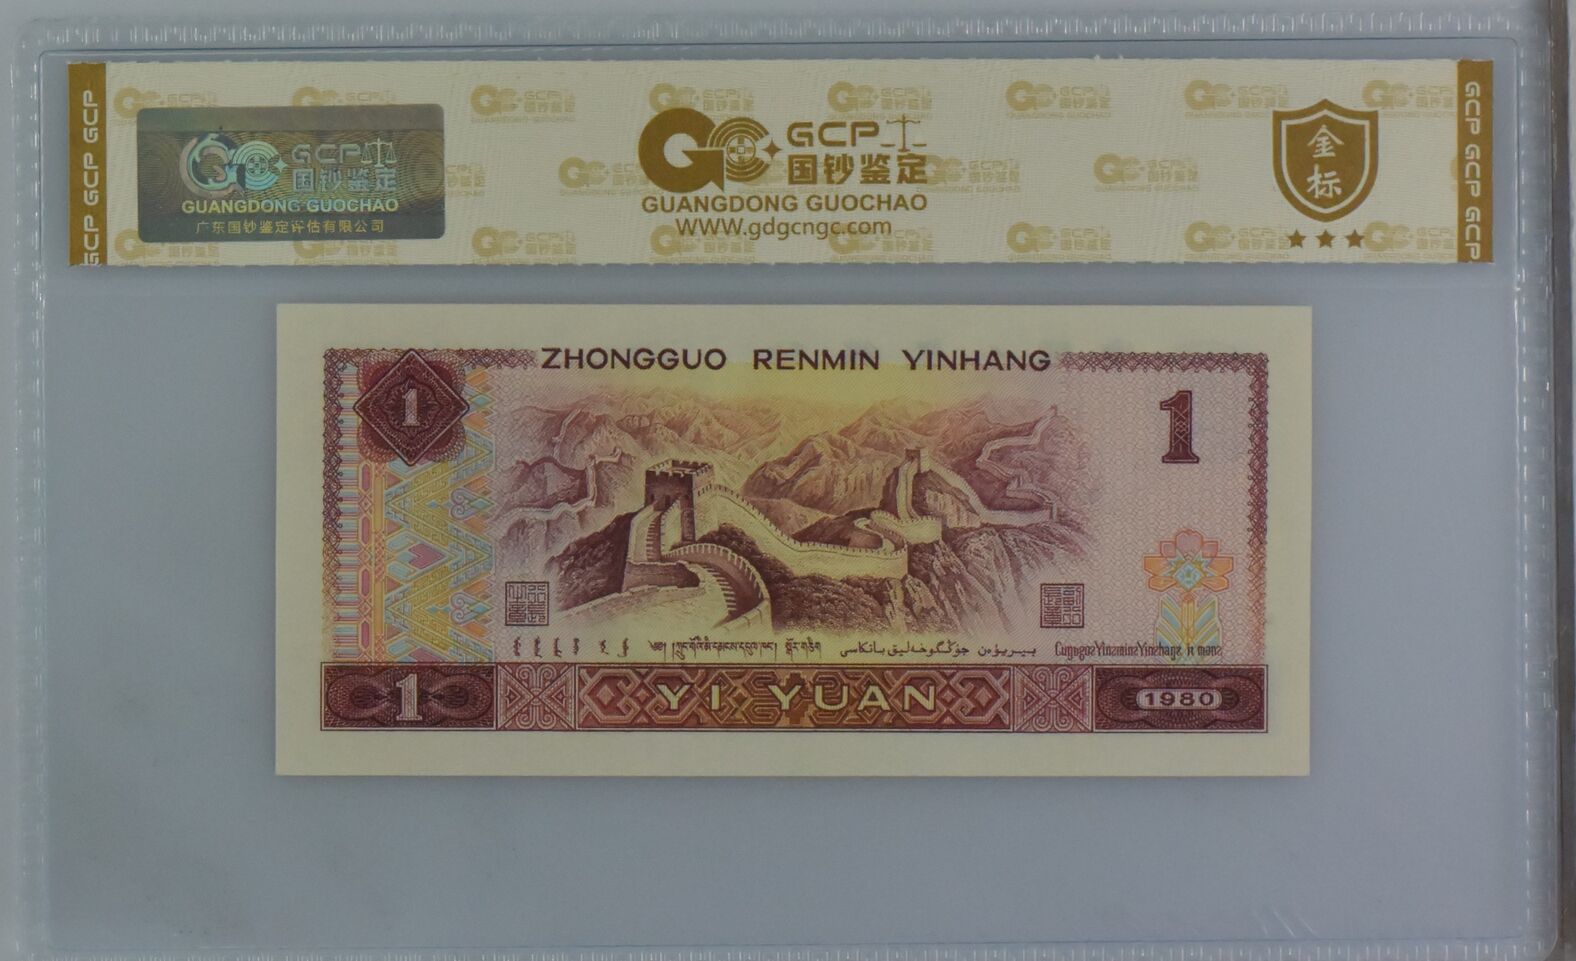 GCP GCP GCP
GCP
国钞鉴定
GUANGDONG GUOCHAO
广东国钞鉴定评估有限公司
GCP
国钞鉴定
GUANGDONG GUOCHAO
WWW.gdgcngc.com
金
标
GCP GCP GCP
ZHONGGUO RENMIN YINHANG
1
1
1
YI YUAN
1980